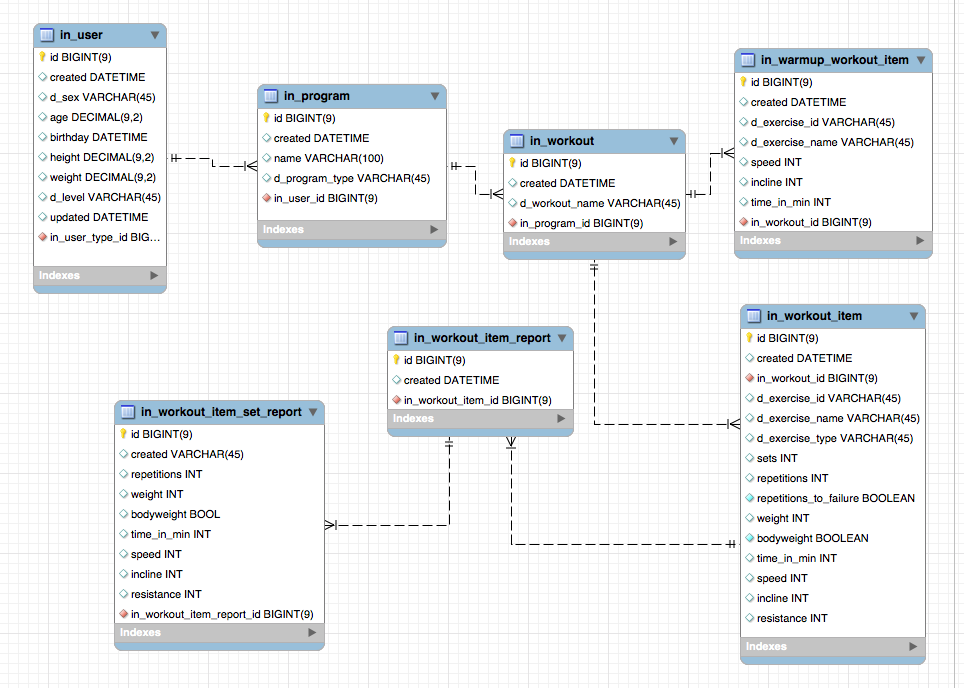 in_user
id BIGINT(9)
created DATETIME
d_sex VARCHAR(45)
age DECIMAL(9,2)
birthday DATETIME
height DECIMAL(9,2)
weight DECIMAL(9,2)
d_level VARCHAR(45)
updated DATETIME
in_user_type_id BIG...
Indexes
in_program
id BIGINT(9)
created DATETIME
name VARCHAR(100)
d_program_type VARCHAR(45)
in_user_id BIGINT(9)
Indexes
in_workout
id BIGINT(9)
created DATETIME
d_workout_name VARCHAR(45)
in_program_id BIGINT(9)
Indexes
in_warmup_workout_item
id BIGINT(9)
created DATETIME
d_exercise_id VARCHAR(45)
d_exercise_name VARCHAR(45)
speed INT
incline INT
time_in_min INT
in_workout_id BIGINT(9)
Indexes
in_workout_item_set_report
id BIGINT(9)
created VARCHAR(45)
repetitions INT
weight INT
bodyweight BOOL
time_in_min INT
speed INT
incline INT
resistance INT
in_workout_item_report_id BIGINT(9)
Indexes
in_workout_item_report
id BIGINT(9)
created DATETIME
in_workout_item_id BIGINT(9)
Indexes
in_workout_item
id BIGINT(9)
created DATETIME
in_workout_id BIGINT(9)
d_exercise_id VARCHAR(45)
d_exercise_name VARCHAR(45)
d_exercise_type VARCHAR(45)
sets INT
repetitions INT
repetitions_to_failure BOOLEAN
weight INT
bodyweight BOOLEAN
time_in_min INT
speed INT
incline INT
resistance INT
Indexes